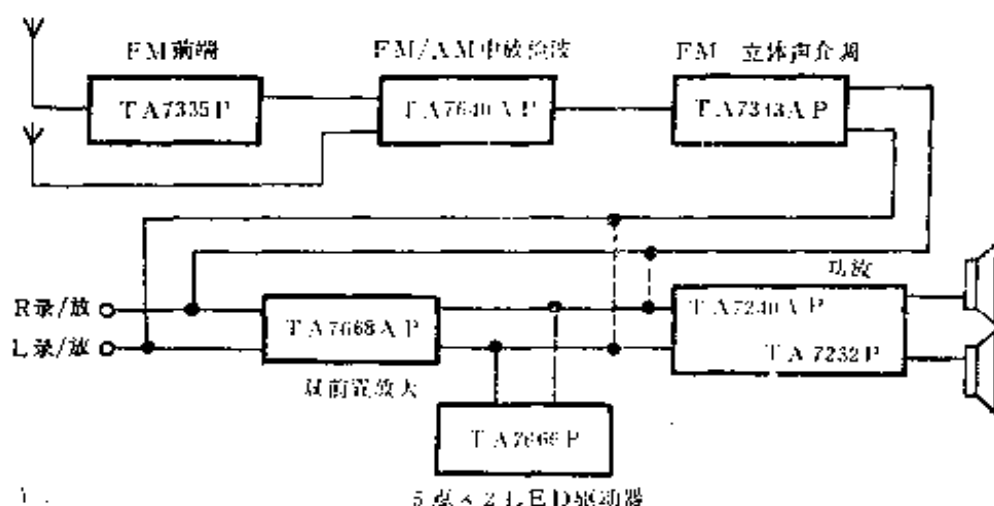 FM前端
FM/AM中放检波
FM 立体声介调
TA7335P
TA7640AP
TA7343AP
功放
R录/放
L录/放
TA7668AP
TA7240AP
TA7232P
双前置放大
TA7666P
5点×2LED驱动器